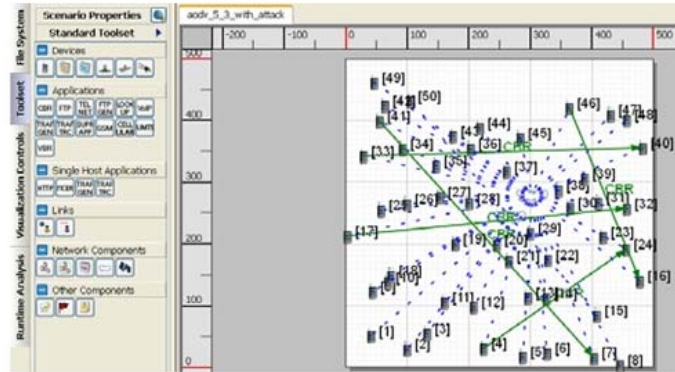 File System
Toolset
Visualization Controls
Runtime Analysis
Scenario Properties
Standard Toolset
Devices
Applications
CBR FTP TEL NET FTP GEN LOOK UP
TRAF GEN TRAF TRC SUPR APP GSM CELL ULAR
VBR
Single Host Applications
HTTP TRAF GEN TRAF TRC
Links
Network Components
Other Components
aodv_5_3_with_attack
-200 -100 0 100 200 300 400 500
500
400
300
200
100
0
[49]
[42] [50]
[41]
[46]
[47] [48]
[43] [44] [45]
[33] [34] [36] CBR [40]
[35] [37]
[39]
[38] CBR
[25] [26] [27] [28] [30] [31] [32]
CBR
[17] [29]
CBR
[19] [20] [23] [24]
[21] [22]
[18]
[10] [16]
[9]
[11] [12] [13] [14]
[15]
[1] [3]
[2] [4] [5] [6] [7] [8]